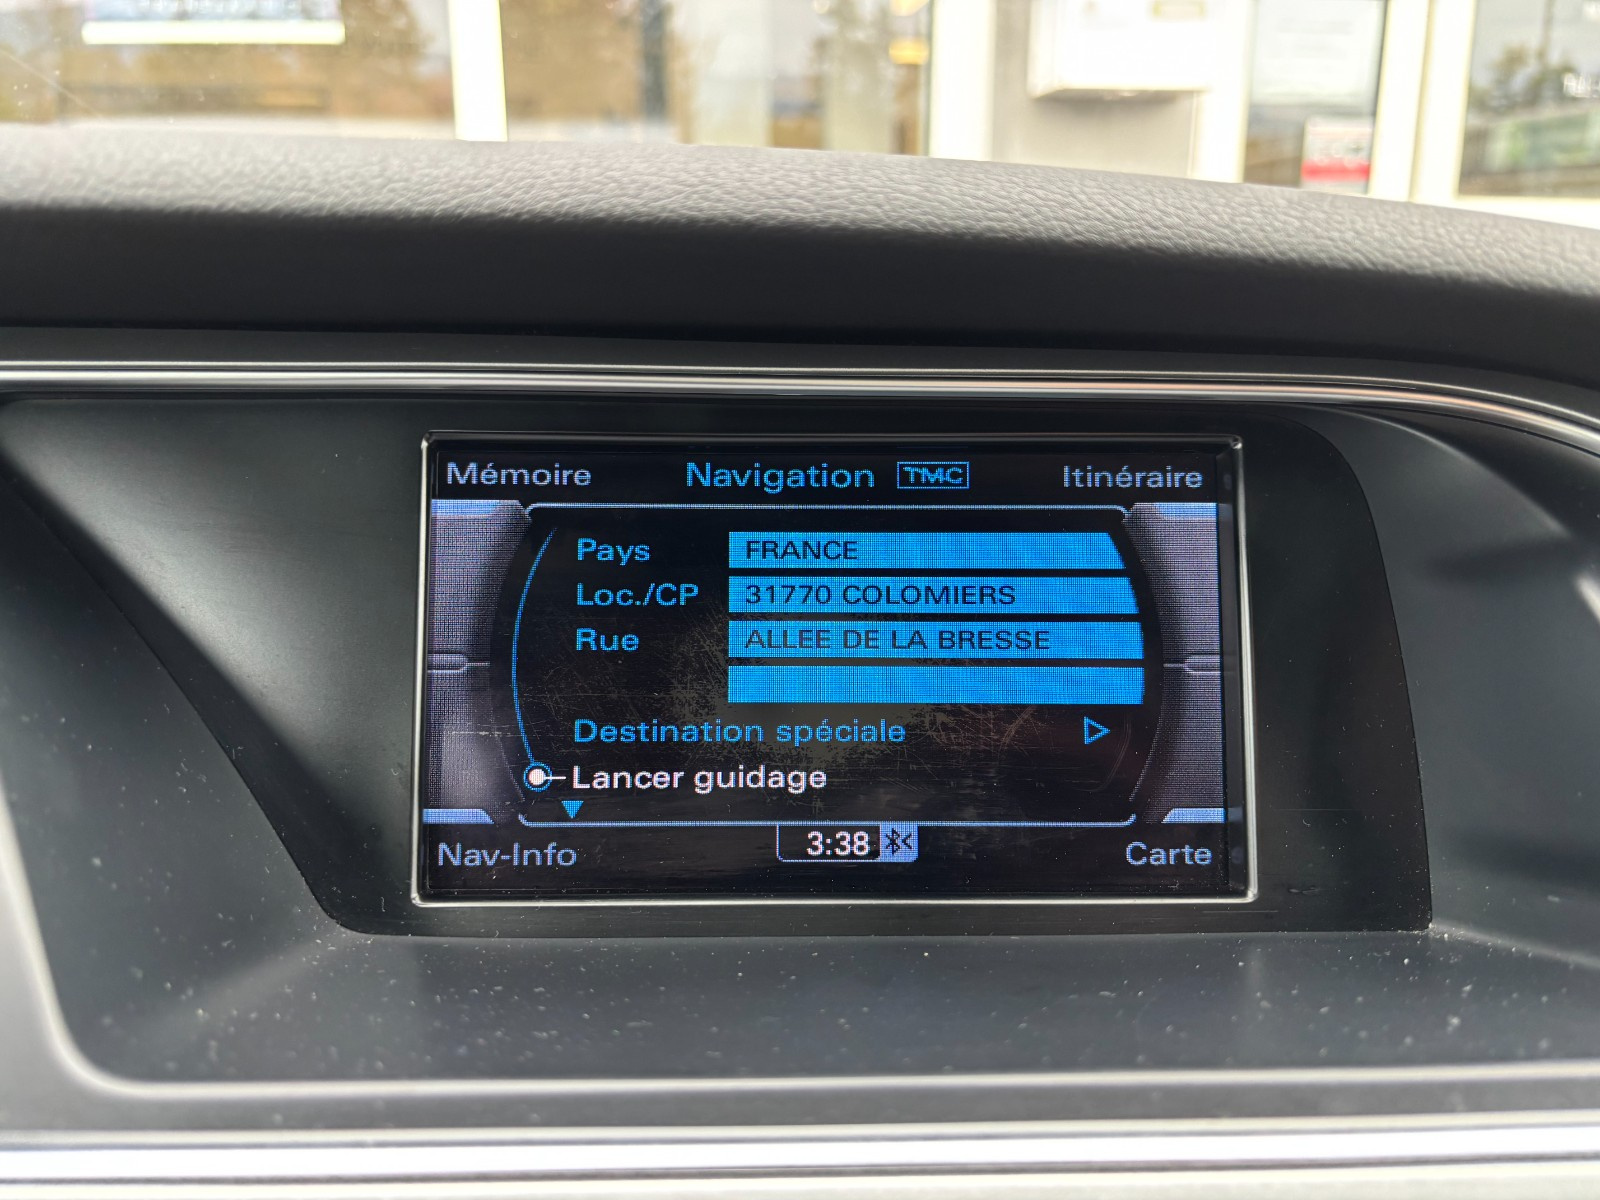 Mémoire Navigation TMC Itinéraire
Pays FRANCE
Loc./CP 31770 COLOMIERS
Rue ALLEE DE LA BRESSE
Destination spéciale
Lancer guidage
Nav-Info 3:38 Carte